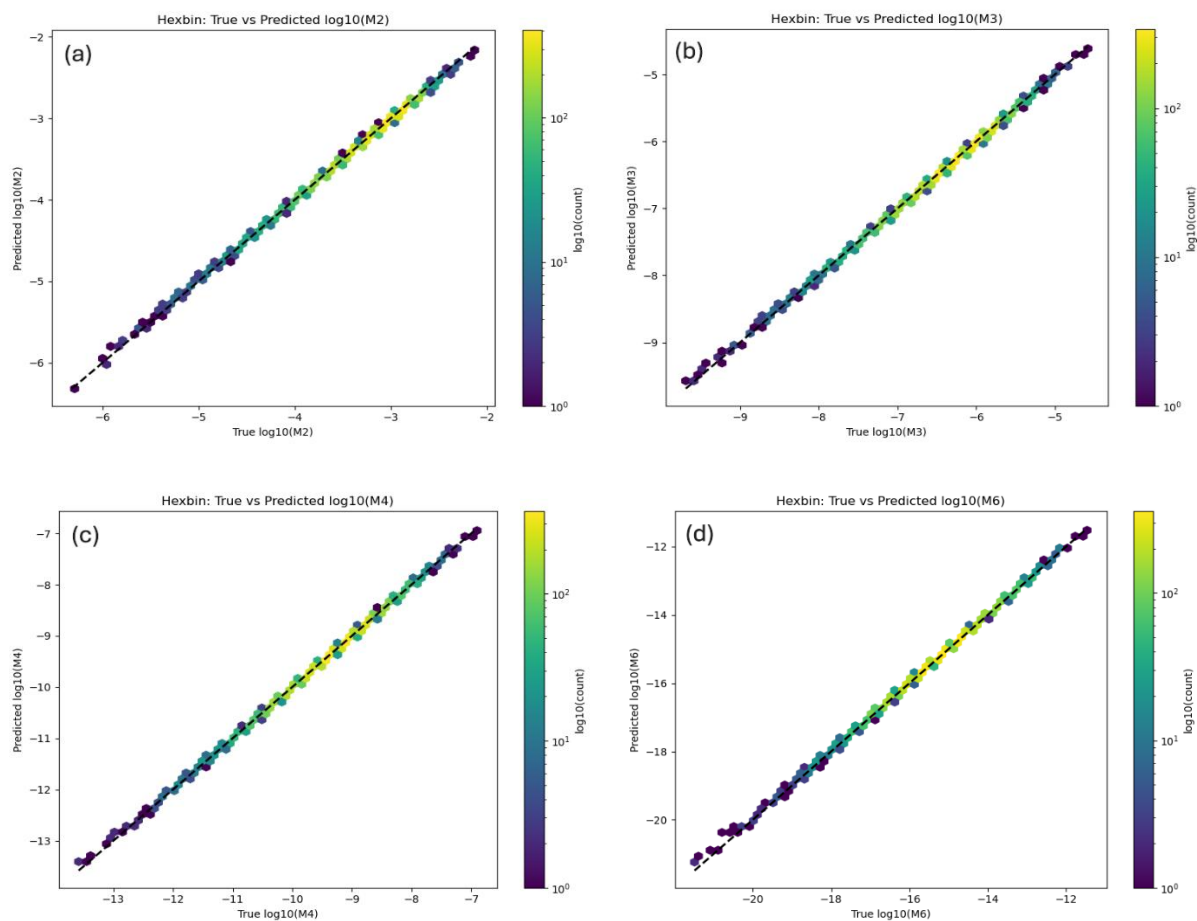 Hexbin: True vs Predicted log10(M2)
(a)
−2
−3
−4
−5
−6
Predicted log10(M2)
−6 −5 −4 −3 −2
True log10(M2)
10²
10¹
10⁰
log10(count)
Hexbin: True vs Predicted log10(M3)
(b)
−5
−6
−7
−8
−9
Predicted log10(M3)
−9 −8 −7 −6 −5
True log10(M3)
10²
10¹
10⁰
log10(count)
Hexbin: True vs Predicted log10(M4)
(c)
−7
−8
−9
−10
−11
−12
−13
Predicted log10(M4)
−13 −12 −11 −10 −9 −8 −7
True log10(M4)
10²
10¹
10⁰
log10(count)
Hexbin: True vs Predicted log10(M6)
(d)
−12
−14
−16
−18
−20
Predicted log10(M6)
−20 −18 −16 −14 −12
True log10(M6)
10²
10¹
10⁰
log10(count)